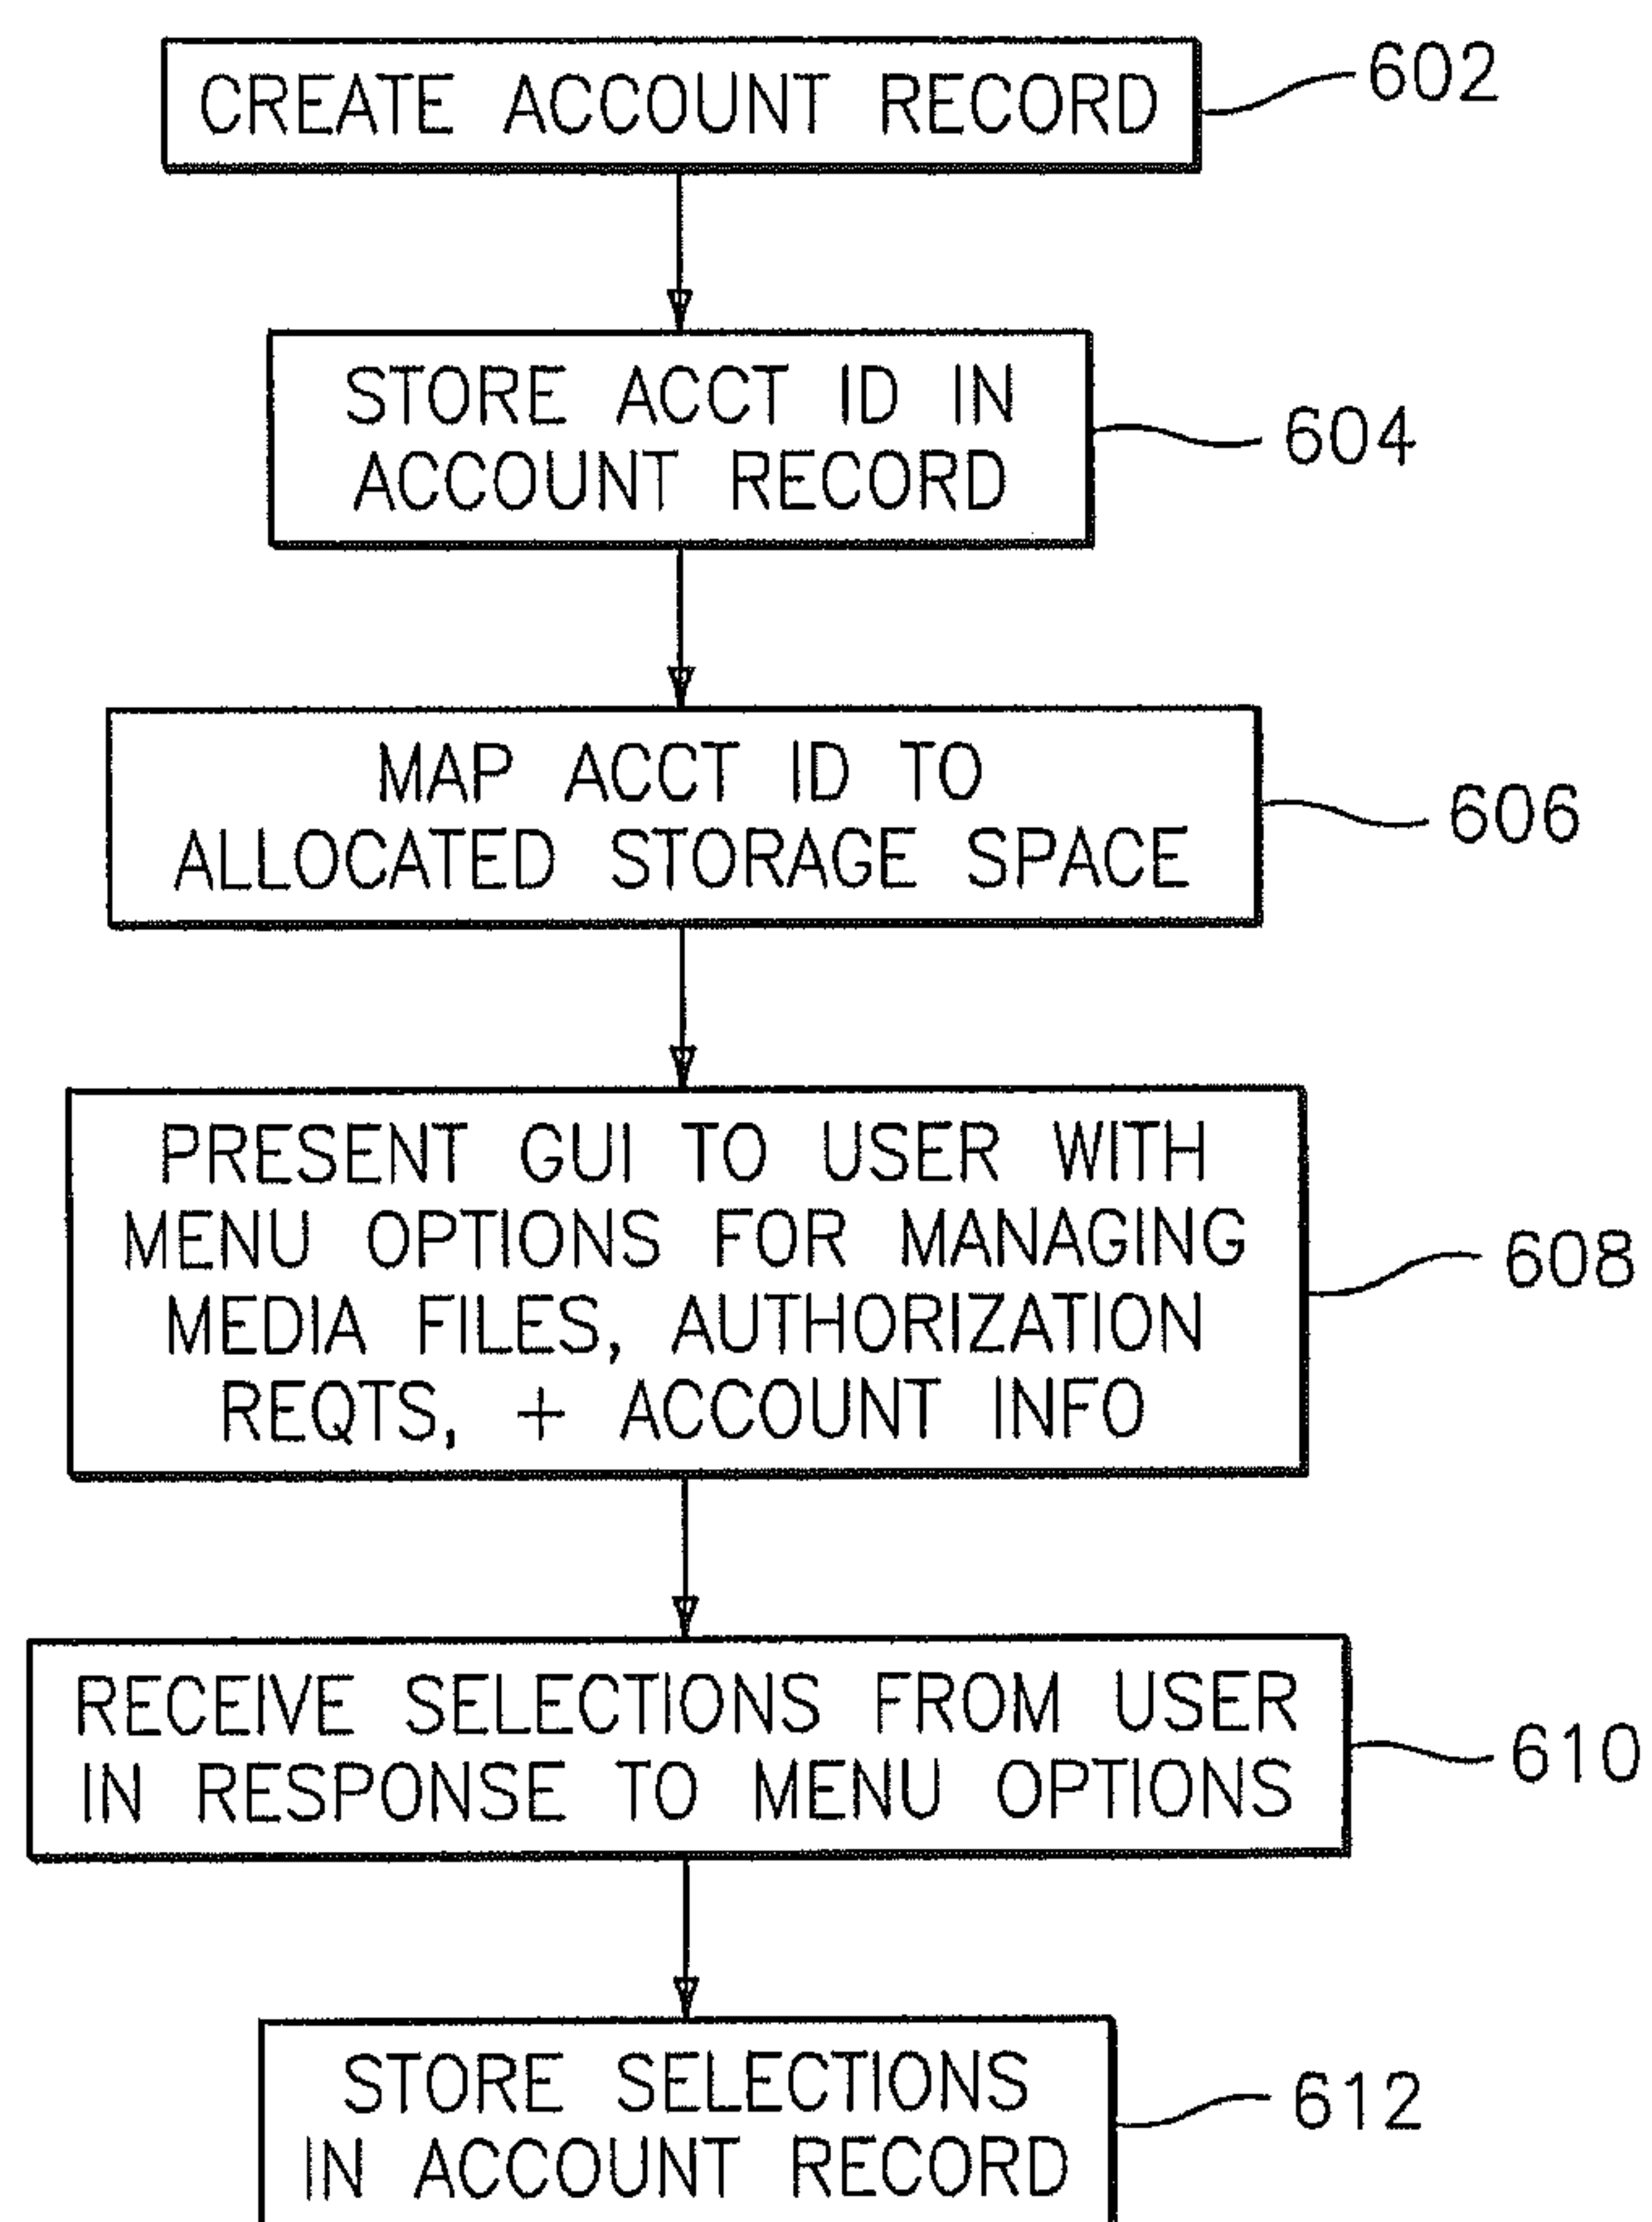 CREATE ACCOUNT RECORD
602
STORE ACCT ID IN
ACCOUNT RECORD
604
MAP ACCT ID TO
ALLOCATED STORAGE SPACE
606
PRESENT GUI TO USER WITH
MENU OPTIONS FOR MANAGING
MEDIA FILES, AUTHORIZATION
REQTS, + ACCOUNT INFO
608
RECEIVE SELECTIONS FROM USER
IN RESPONSE TO MENU OPTIONS
610
STORE SELECTIONS
IN ACCOUNT RECORD
612